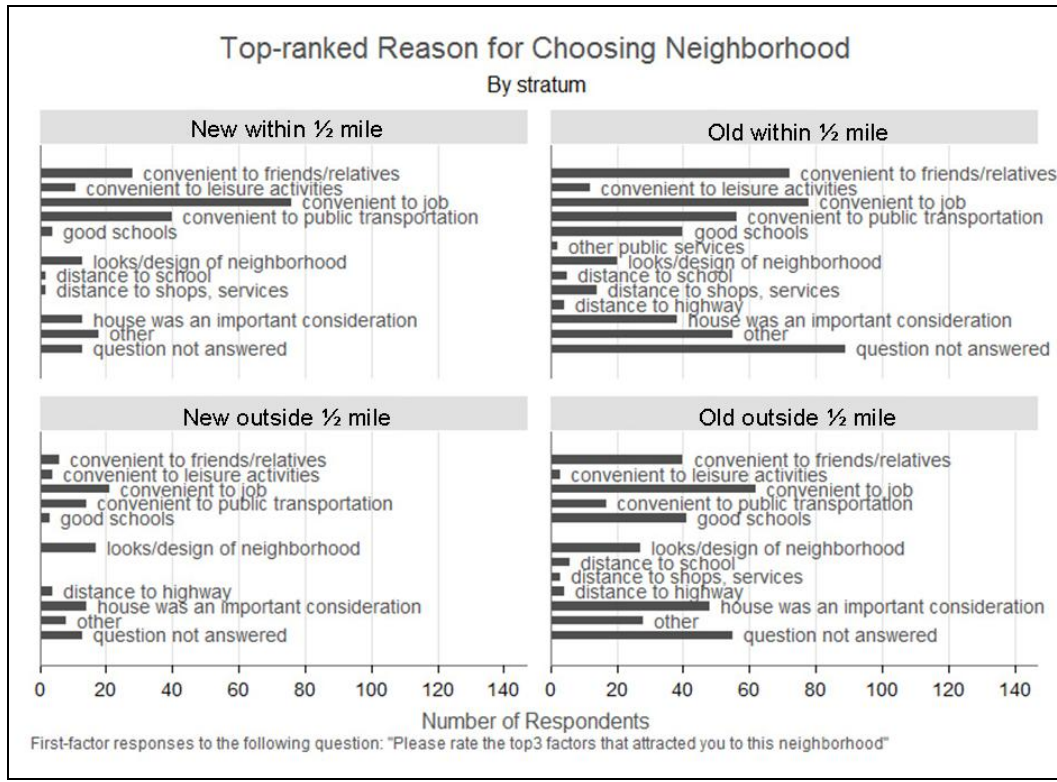 Top-ranked Reason for Choosing Neighborhood
By stratum
New within ½ mile
convenient to friends/relatives
convenient to leisure activities
convenient to job
convenient to public transportation
good schools
looks/design of neighborhood
distance to school
distance to shops, services
house was an important consideration
other
question not answered
Old within ½ mile
convenient to friends/relatives
convenient to leisure activities
convenient to job
convenient to public transportation
good schools
other public services
looks/design of neighborhood
distance to school
distance to shops, services
distance to highway
house was an important consideration
other
question not answered
New outside ½ mile
convenient to friends/relatives
convenient to leisure activities
convenient to job
convenient to public transportation
good schools
looks/design of neighborhood
distance to highway
house was an important consideration
other
question not answered
0 20 40 60 80 100 120 140
Old outside ½ mile
convenient to friends/relatives
convenient to leisure activities
convenient to job
convenient to public transportation
good schools
looks/design of neighborhood
distance to school
distance to shops, services
distance to highway
house was an important consideration
other
question not answered
0 20 40 60 80 100 120 140
Number of Respondents
First-factor responses to the following question: "Please rate the top3 factors that attracted you to this neighborhood"